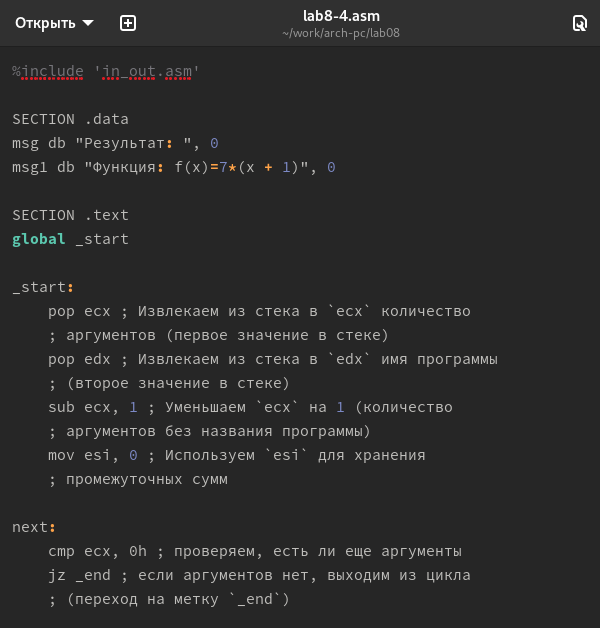 Открыть
lab8-4.asm
~/work/arch-pc/lab08
%include 'in_out.asm'
SECTION .data
msg db "Результат: ", 0
msg1 db "Функция: f(x)=7*(x + 1)", 0
SECTION .text
global _start
_start:
pop ecx ; Извлекаем из стека в `ecx` количество
; аргументов (первое значение в стеке)
pop edx ; Извлекаем из стека в `edx` имя программы
; (второе значение в стеке)
sub ecx, 1 ; Уменьшаем `ecx` на 1 (количество
; аргументов без названия программы)
mov esi, 0 ; Используем `esi` для хранения
; промежуточных сумм
next:
cmp ecx, 0h ; проверяем, есть ли еще аргументы
jz _end ; если аргументов нет, выходим из цикла
; (переход на метку `_end`)